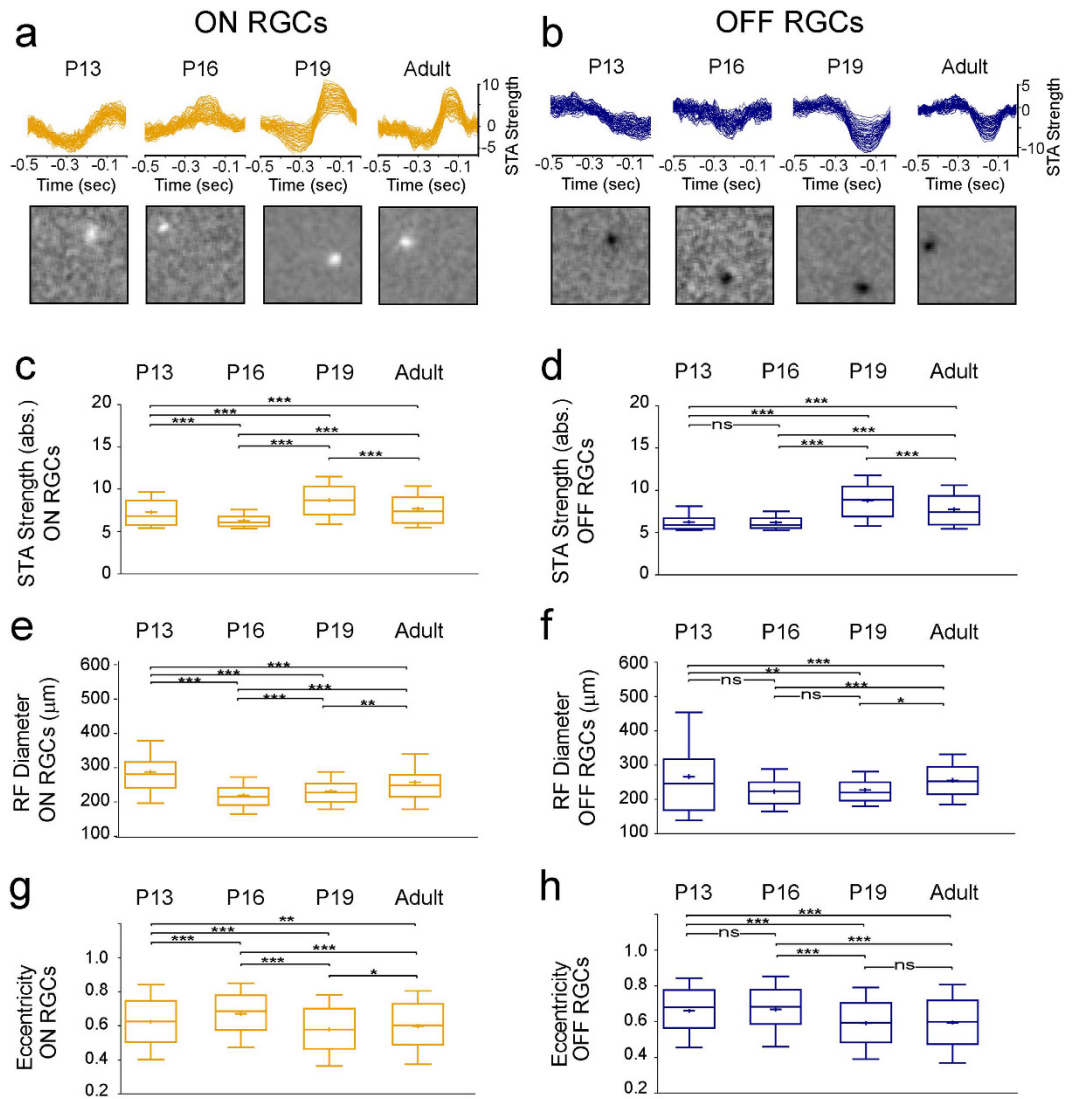 ON RGCs
OFF RGCs
a
P13 P16 P19 Adult
10
0
-5
STA Strength
-0.5 -0.3 -0.1 -0.5 -0.3 -0.1 -0.5 -0.3 -0.1 -0.5 -0.3 -0.1
Time (sec) Time (sec) Time (sec) Time (sec)
b
P13 P16 P19 Adult
5
0
-10
STA Strength
-0.5 -0.3 -0.1 -0.5 -0.3 -0.1 -0.5 -0.3 -0.1 -0.5 -0.3 -0.1
Time (sec) Time (sec) Time (sec) Time (sec)
c
P13 P16 P19 Adult
STA Strength (abs.)
ON RGCs
20
15
10
5
0
***
***
*** ***
*** ***
d
P13 P16 P19 Adult
STA Strength (abs.)
OFF RGCs
20
15
10
5
0
***
***
ns ***
*** ***
e
P13 P16 P19 Adult
RF Diameter
ON RGCs (µm)
600
500
400
300
200
100
***
***
*** ***
*** **
f
P13 P16 P19 Adult
RF Diameter
OFF RGCs (µm)
600
500
400
300
200
100
***
**
ns ***
ns *
g
P13 P16 P19 Adult
Eccentricity
ON RGCs
1.0
0.8
0.6
0.4
0.2
**
***
*** ***
*** *
h
P13 P16 P19 Adult
Eccentricity
OFF RGCs
1.0
0.8
0.6
0.4
0.2
***
***
ns ***
*** ns